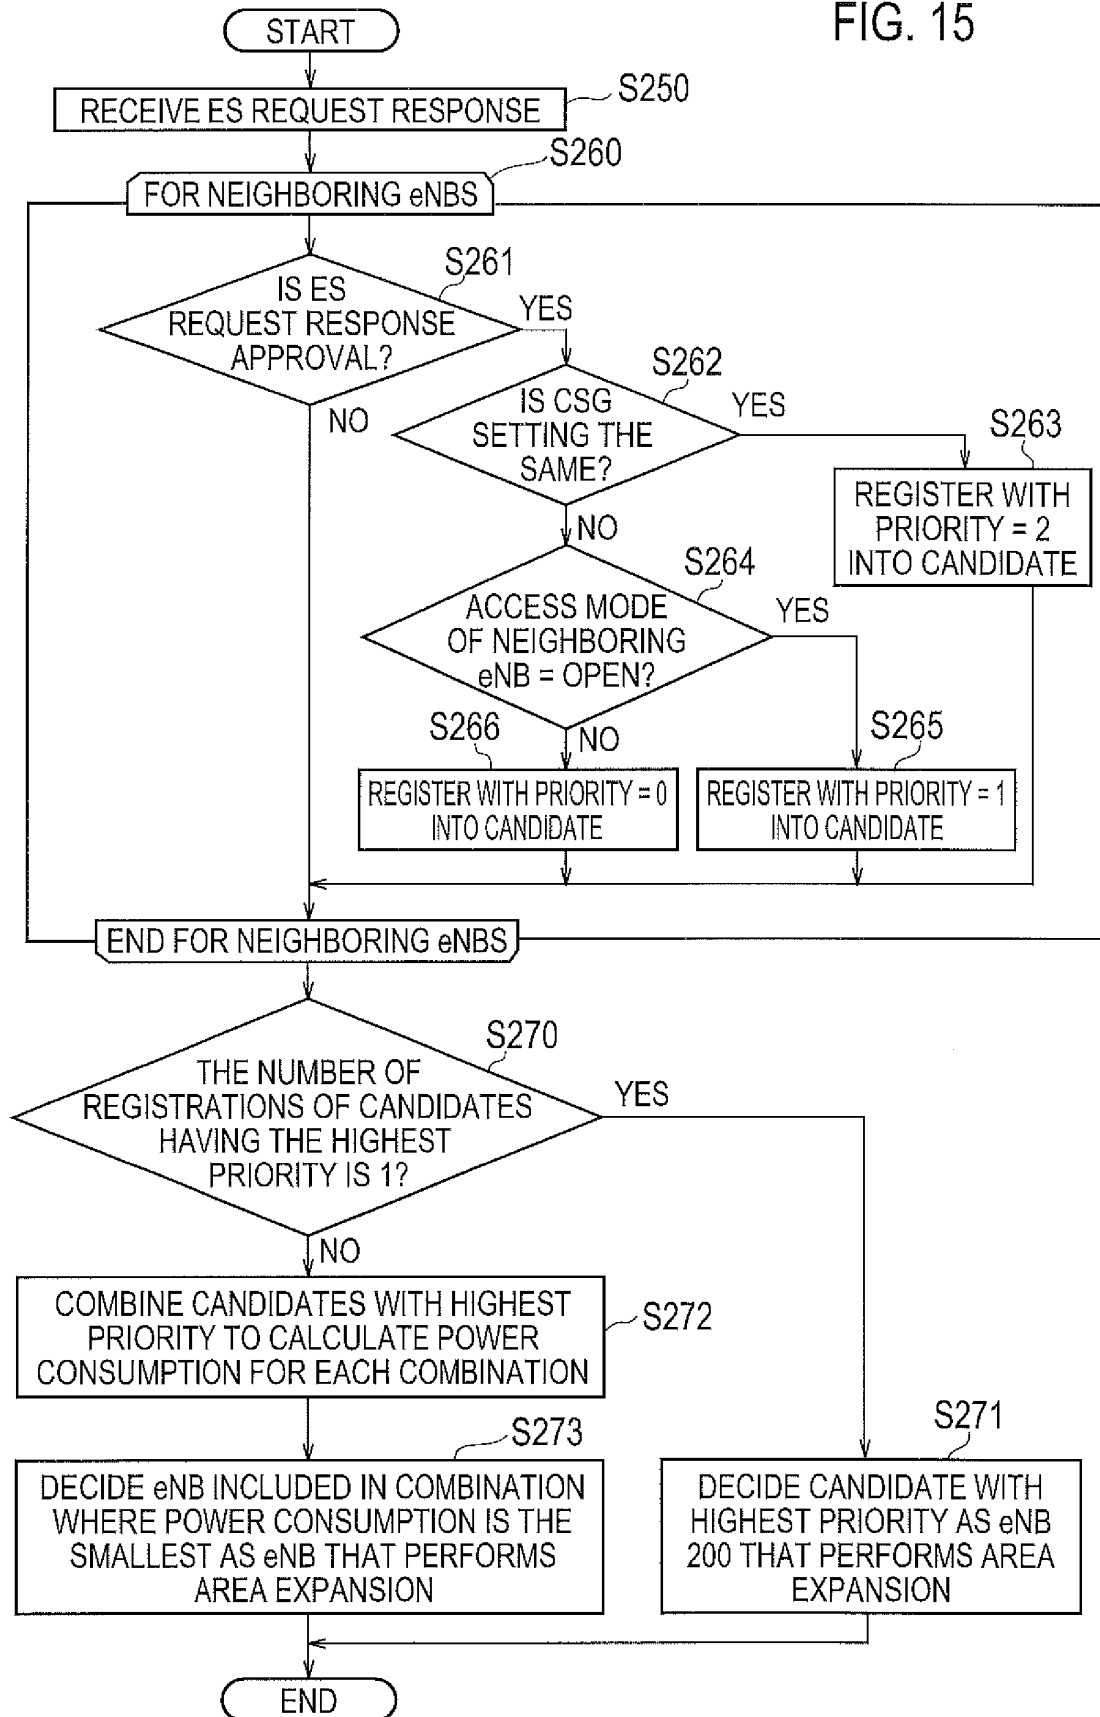 FIG. 15
START
S250
RECEIVE ES REQUEST RESPONSE
S260
FOR NEIGHBORING eNBS
S261
IS ES
REQUEST RESPONSE
APPROVAL?
YES
NO
S262
IS CSG
SETTING THE
SAME?
YES
NO
S263
REGISTER WITH
PRIORITY = 2
INTO CANDIDATE
S264
ACCESS MODE
OF NEIGHBORING
eNB = OPEN?
YES
NO
S266
REGISTER WITH PRIORITY = 0
INTO CANDIDATE
S265
REGISTER WITH PRIORITY = 1
INTO CANDIDATE
END FOR NEIGHBORING eNBS
S270
THE NUMBER OF
REGISTRATIONS OF CANDIDATES
HAVING THE HIGHEST
PRIORITY IS 1?
YES
NO
COMBINE CANDIDATES WITH HIGHEST
PRIORITY TO CALCULATE POWER
CONSUMPTION FOR EACH COMBINATION
S272
S273
DECIDE eNB INCLUDED IN COMBINATION
WHERE POWER CONSUMPTION IS THE
SMALLEST AS eNB THAT PERFORMS
AREA EXPANSION
S271
DECIDE CANDIDATE WITH
HIGHEST PRIORITY AS eNB
200 THAT PERFORMS AREA
EXPANSION
END